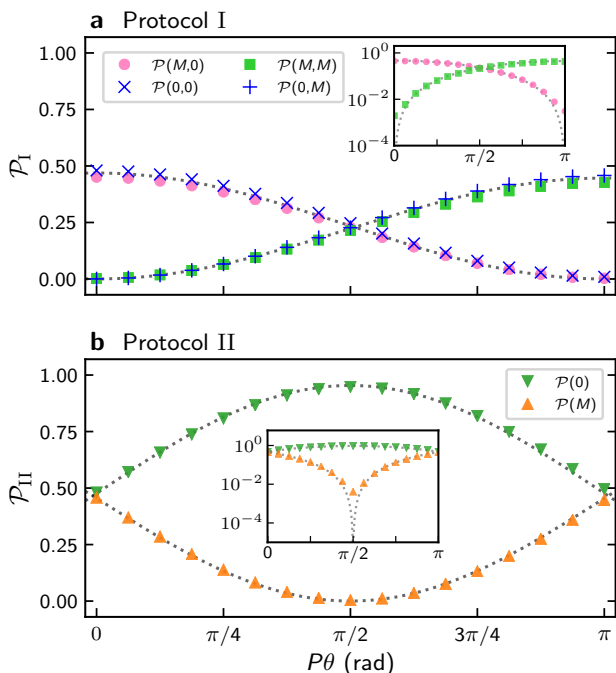 a Protocol I
1.00
0.75
0.50
0.25
0.00
𝒫_I
𝒫(M,0)
𝒫(0,0)
𝒫(M,M)
𝒫(0,M)
10^0
10^−2
10^−4
0 π/2 π
b Protocol II
1.00
0.75
0.50
0.25
0.00
𝒫_II
𝒫(0)
𝒫(M)
10^0
10^−2
10^−4
0 π/2 π
0 π/4 π/2 3π/4 π
Pθ (rad)